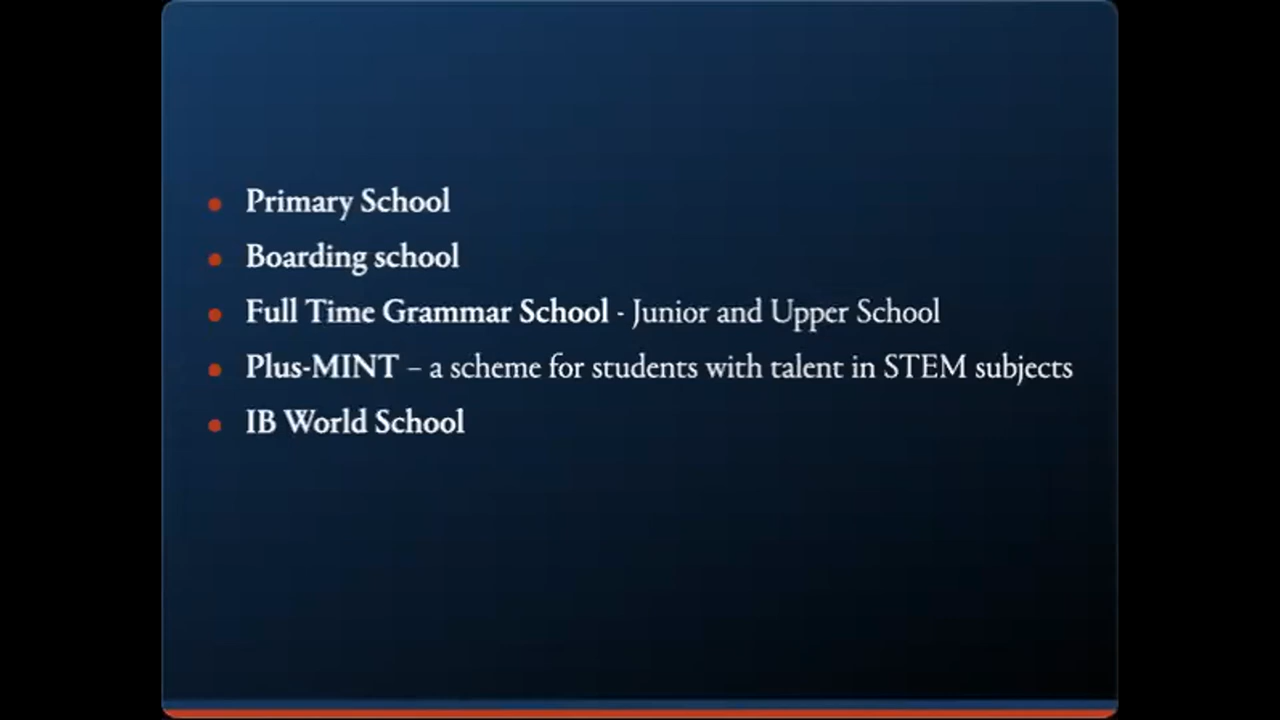 Primary School
Boarding school
Full Time Grammar School - Junior and Upper School
Plus-MINT – a scheme for students with talent in STEM subjects
IB World School